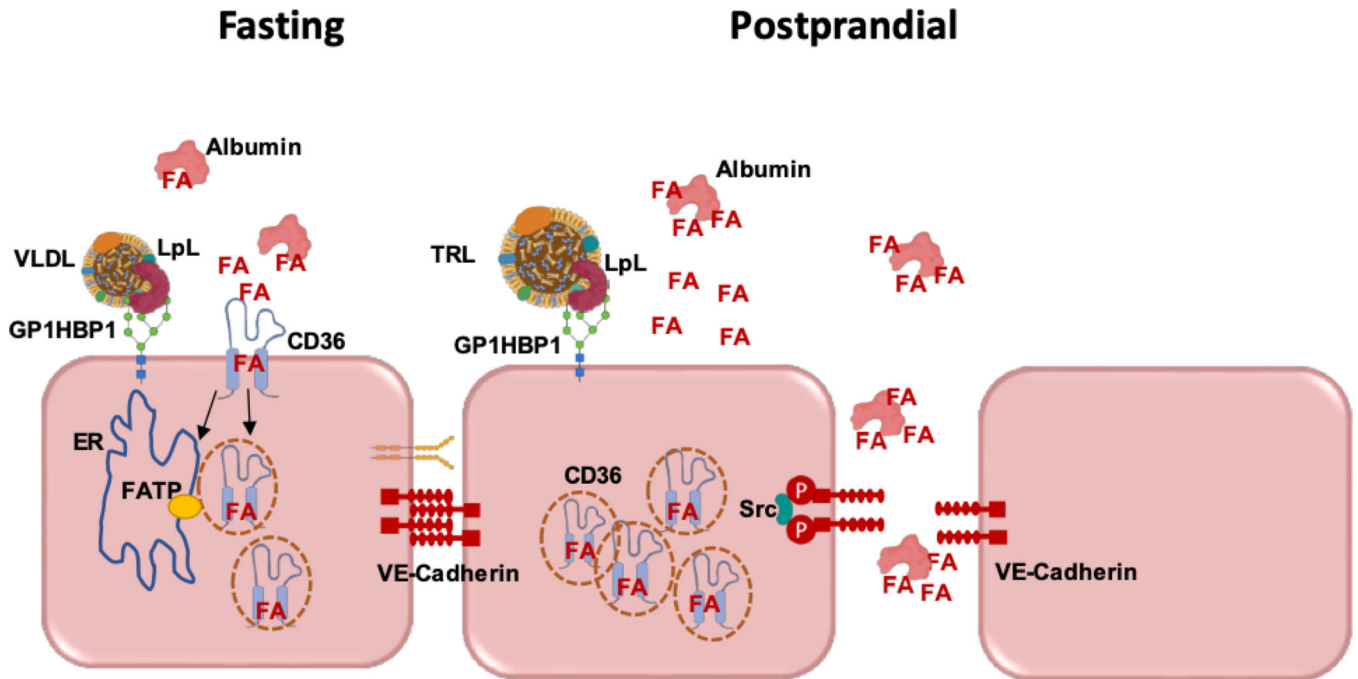 Fasting
Postprandial
Albumin
FA
FA
VLDL
LpL
FA
FA
GP1HBP1
CD36
FA
ER
FATP
FA
FA
VE-Cadherin
Albumin
FA
FA
FA
TRL
LpL
FA
FA
FA
FA
GP1HBP1
FA
FA
FA
FA
FA
FA
CD36
FA
FA
FA
FA
Src
P
P
FA
FA
FA
VE-Cadherin